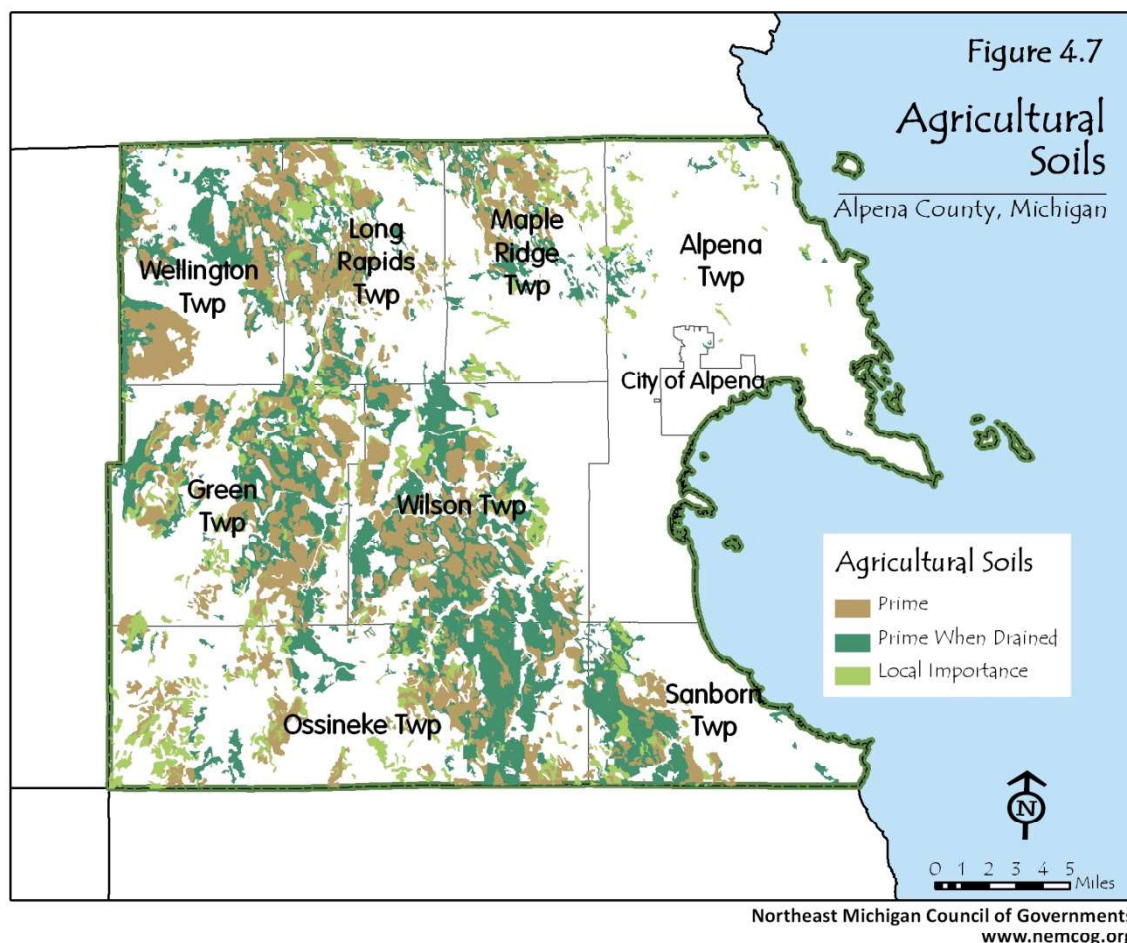 Figure 4.7
Agricultural
Soils
Alpena County, Michigan
Wellington
Twp
Long
Rapids
Twp
Maple
Ridge
Twp
Alpena
Twp
City of Alpena
Green
Twp
Wilson Twp
Ossineke Twp
Sanborn
Twp
Agricultural Soils
Prime
Prime When Drained
Local Importance
N
0 1 2 3 4 5
Miles
Northeast Michigan Council of Governments
www.nemcog.org